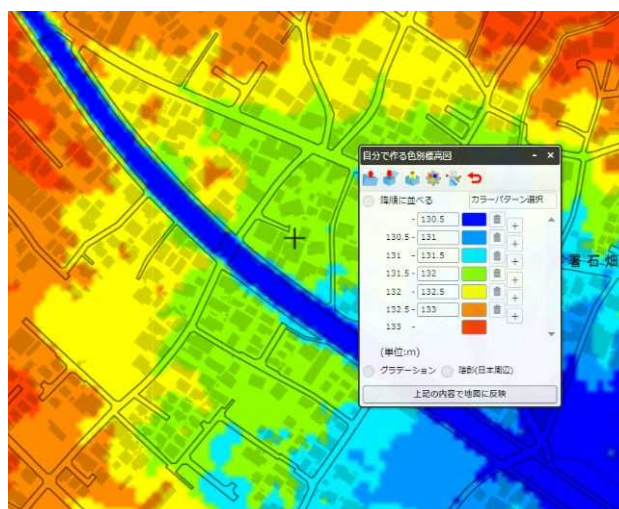 自分で作る色別標高図
降順に並べる カラーパターン選択
- 130.5
130.5 - 131
131 - 131.5
131.5 - 132
132 - 132.5
132.5 - 133
133 -
(単位:m)
グラデーション 陰影(日本周辺)
上記の内容で地図に反映
署石畑